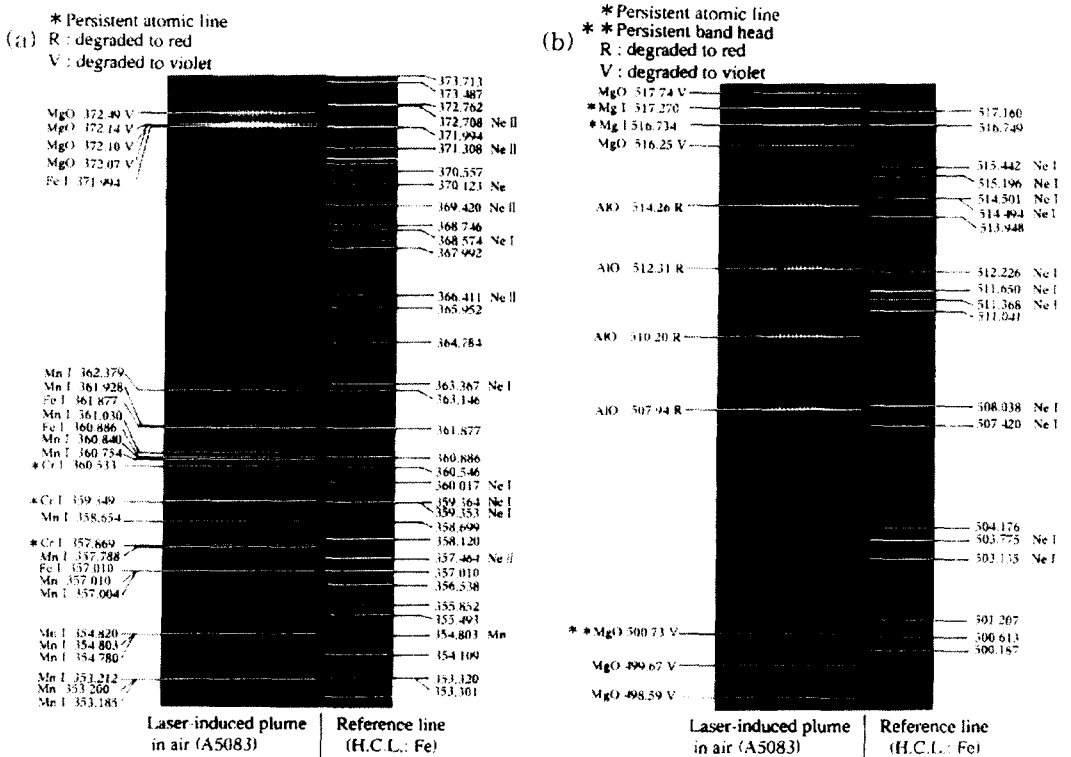 (a)
* Persistent atomic line
R : degraded to red
V : degraded to violet
MgO 372.49 V
MgO 372.14 V
MgO 372.10 V
MgO 372.07 V
Fe I 371.994
Mn I 362.379
Mn I 361.928
Fe I 361.877
Mn I 361.030
Fe I 360.886
Mn I 360.840
Mn I 360.754
* Cr I 360.533
* Cr I 359.349
Mn I 358.654
* Cr I 357.869
Mn I 357.788
Fe I 357.010
Mn 357.010
Mn I 357.004
Mn I 354.820
Mn I 354.803
Mn I 354.780
Mn I 353.212
Mn 353.200
Mn I 353.185
373.713
373.487
372.762
372.708 Ne II
371.994
371.308 Ne II
370.557
370.123 Ne
369.420 Ne II
368.746
368.574 Ne I
367.992
366.411 Ne II
365.952
364.784
363.367 Ne I
363.146
361.877
360.886
360.546
360.017 Ne I
359.364 Ne I
359.353 Ne I
358.699
358.120
357.464 Ne II
357.010
356.538
355.852
355.493
354.803 Mn
354.109
353.320
353.301
Laser-induced plume
in air (A5083)
Reference line
(H.C.L.: Fe)
(b)
* Persistent atomic line
* * Persistent band head
R : degraded to red
V : degraded to violet
MgO 517.74 V
* Mg I 517.270
* Mg I 516.734
MgO 516.25 V
AlO 514.26 R
AlO 512.31 R
AlO 510.20 R
AlO 507.94 R
* * MgO 500.73 V
MgO 499.67 V
MgO 498.59 V
517.160
516.749
515.442 Ne I
515.196 Ne I
514.501 Ne I
514.494 Ne I
513.948
512.226 Ne I
511.650 Ne I
511.368 Ne I
511.041
508.038 Ne I
507.420 Ne I
504.176
503.775 Ne I
503.135 Ne I
501.207
500.613
500.187
Laser-induced plume
in air (A5083)
Reference line
(H.C.L.: Fe)